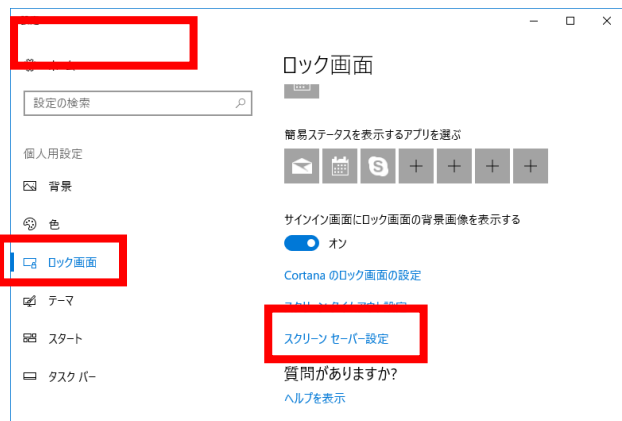 ロック画面
設定の検索
簡易ステータスを表示するアプリを選ぶ
個人用設定
背景
色
ロック画面
テーマ
スタート
タスク バー
サインイン画面にロック画面の背景画像を表示する
オン
Cortana のロック画面の設定
スクリーン セーバー設定
質問がありますか?
ヘルプを表示